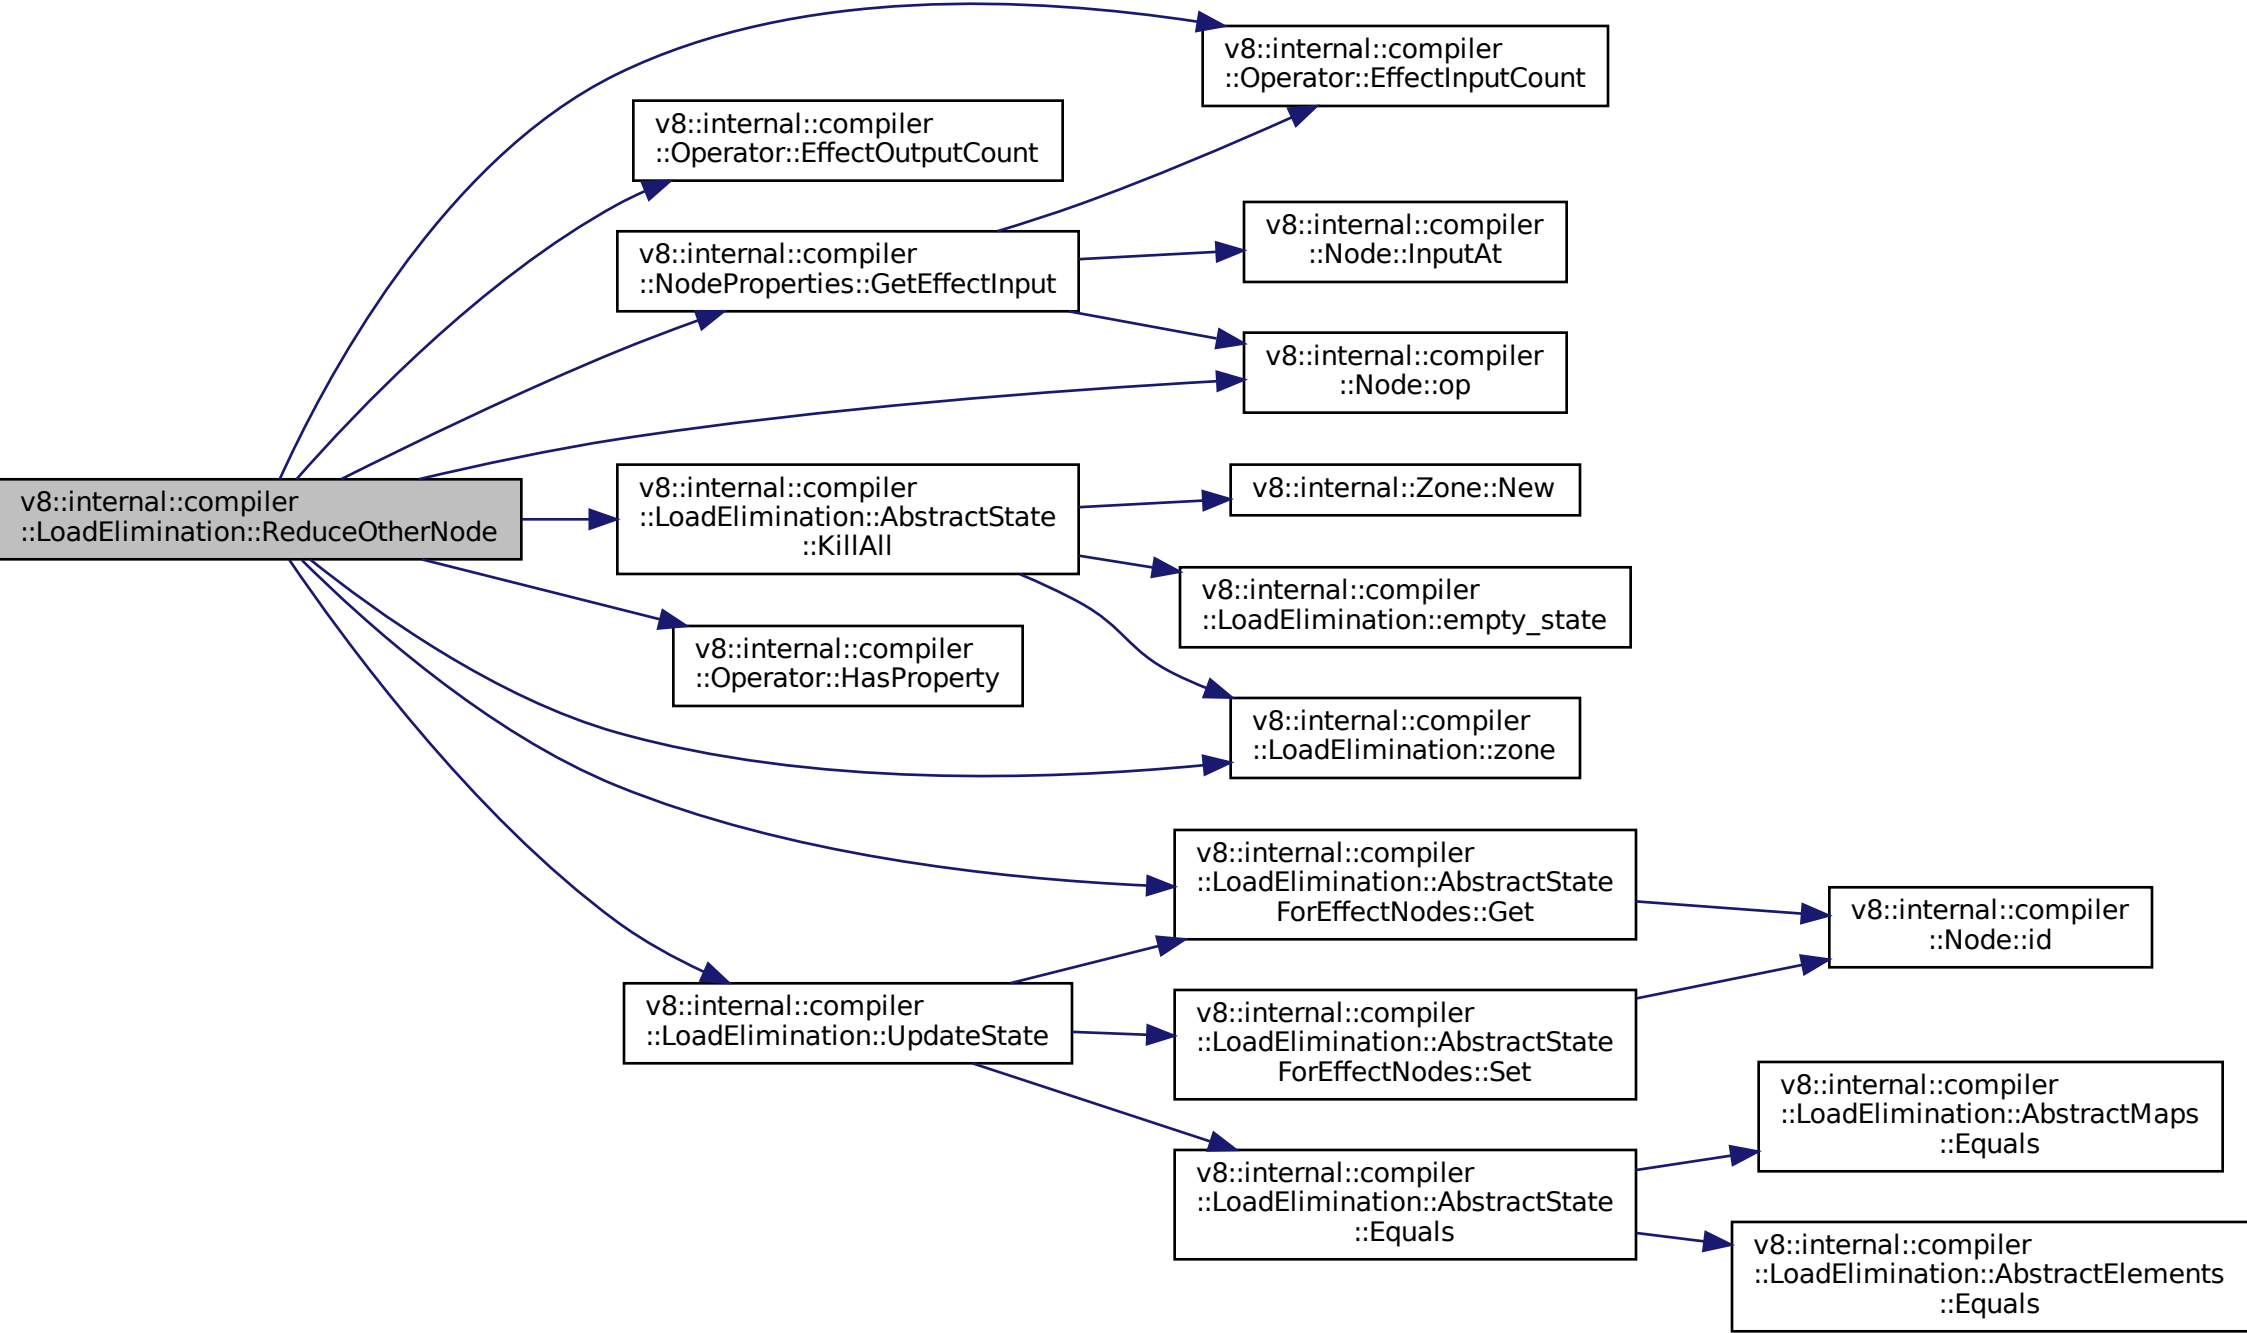 v8::internal::compiler
::Operator::EffectInputCount
v8::internal::compiler
::Operator::EffectOutputCount
v8::internal::compiler
::Node::InputAt
v8::internal::compiler
::NodeProperties::GetEffectInput
v8::internal::compiler
::Node::op
v8::internal::compiler
::LoadElimination::ReduceOtherNode
v8::internal::compiler
::LoadElimination::AbstractState
::KillAll
v8::internal::Zone::New
v8::internal::compiler
::LoadElimination::empty_state
v8::internal::compiler
::Operator::HasProperty
v8::internal::compiler
::LoadElimination::zone
v8::internal::compiler
::LoadElimination::AbstractState
ForEffectNodes::Get
v8::internal::compiler
::Node::id
v8::internal::compiler
::LoadElimination::UpdateState
v8::internal::compiler
::LoadElimination::AbstractState
ForEffectNodes::Set
v8::internal::compiler
::LoadElimination::AbstractMaps
::Equals
v8::internal::compiler
::LoadElimination::AbstractState
::Equals
v8::internal::compiler
::LoadElimination::AbstractElements
::Equals